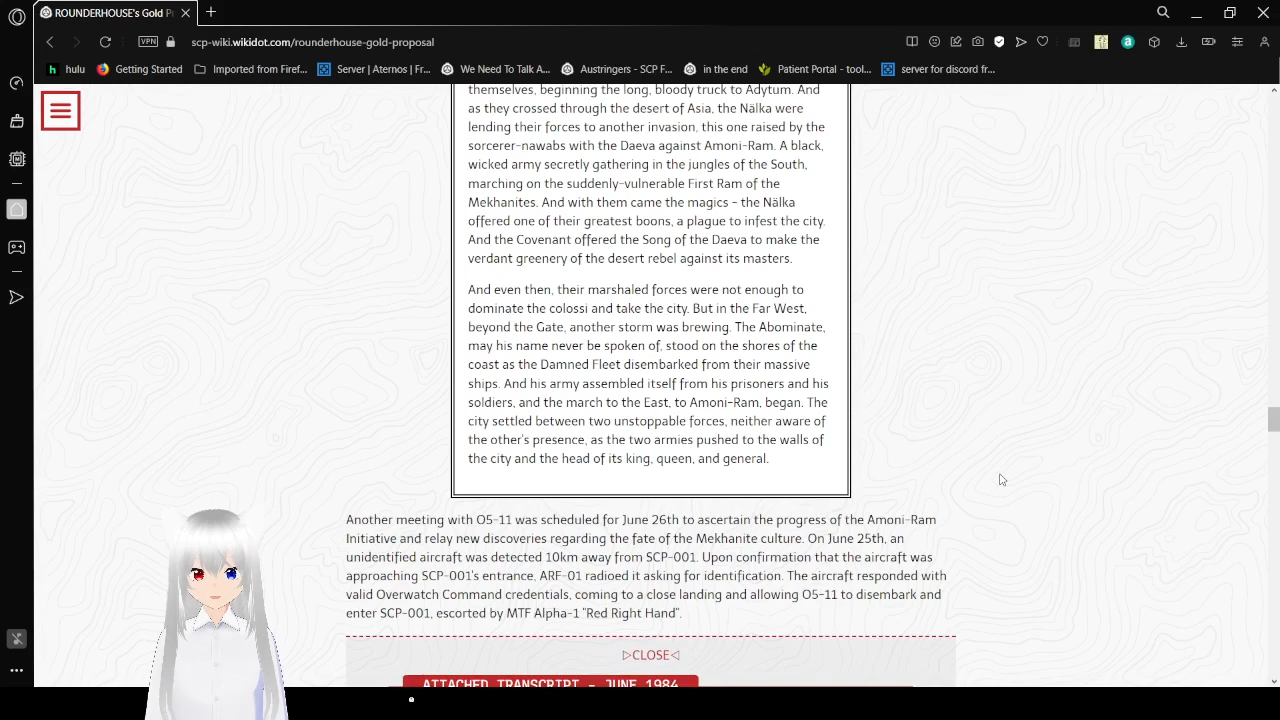 ROUNDERHOUSE's Gold P
VPN
scp-wiki.wikidot.com/rounderhouse-gold-proposal
h hulu
Getting Started
Imported from Firef...
Server | Aternos | Fr...
We Need To Talk A...
Austringers - SCP F...
in the end
Patient Portal - tool...
server for discord fr...
themselves, beginning the long, bloody truck to Adytum. And
as they crossed through the desert of Asia, the Nälka were
lending their forces to another invasion, this one raised by the
sorcerer-nawabs with the Daeva against Amoni-Ram. A black,
wicked army secretly gathering in the jungles of the South,
marching on the suddenly-vulnerable First Ram of the
Mekhanites. And with them came the magics - the Nälka
offered one of their greatest boons, a plague to infest the city.
And the Covenant offered the Song of the Daeva to make the
verdant greenery of the desert rebel against its masters.
And even then, their marshaled forces were not enough to
dominate the colossi and take the city. But in the Far West,
beyond the Gate, another storm was brewing. The Abominate,
may his name never be spoken of, stood on the shores of the
coast as the Damned Fleet disembarked from their massive
ships. And his army assembled itself from his prisoners and his
soldiers, and the march to the East, to Amoni-Ram, began. The
city settled between two unstoppable forces, neither aware of
the other's presence, as the two armies pushed to the walls of
the city and the head of its king, queen, and general.
Another meeting with O5-11 was scheduled for June 26th to ascertain the progress of the Amoni-Ram
Initiative and relay new discoveries regarding the fate of the Mekhanite culture. On June 25th, an
unidentified aircraft was detected 10km away from SCP-001. Upon confirmation that the aircraft was
approaching SCP-001's entrance, ARF-01 radioed it asking for identification. The aircraft responded with
valid Overwatch Command credentials, coming to a close landing and allowing O5-11 to disembark and
enter SCP-001, escorted by MTF Alpha-1 "Red Right Hand".
▷CLOSE◁
ATTACHED TRANSCRIPT - JUNE 1984